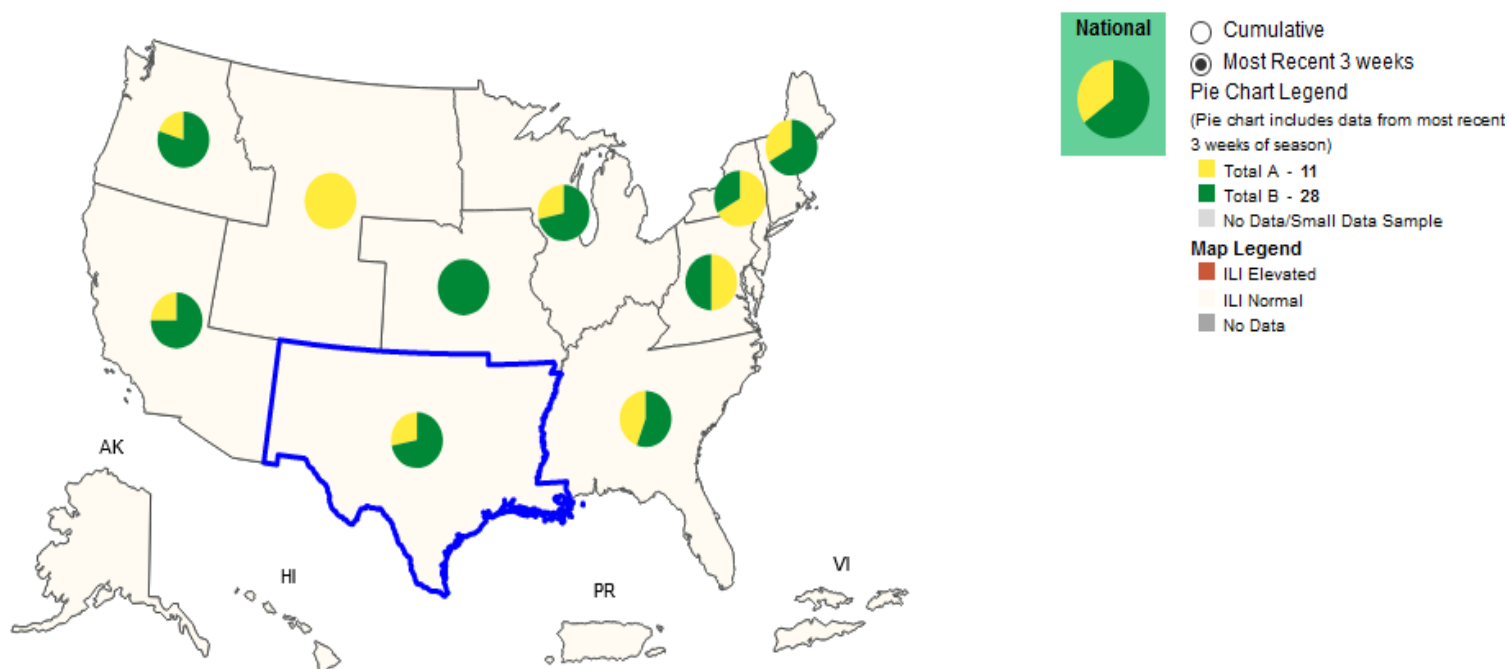 National
Cumulative
Most Recent 3 weeks
Pie Chart Legend
(Pie chart includes data from most recent
3 weeks of season)
Total A - 11
Total B - 28
No Data/Small Data Sample
Map Legend
ILI Elevated
ILI Normal
No Data
AK
HI
PR
VI